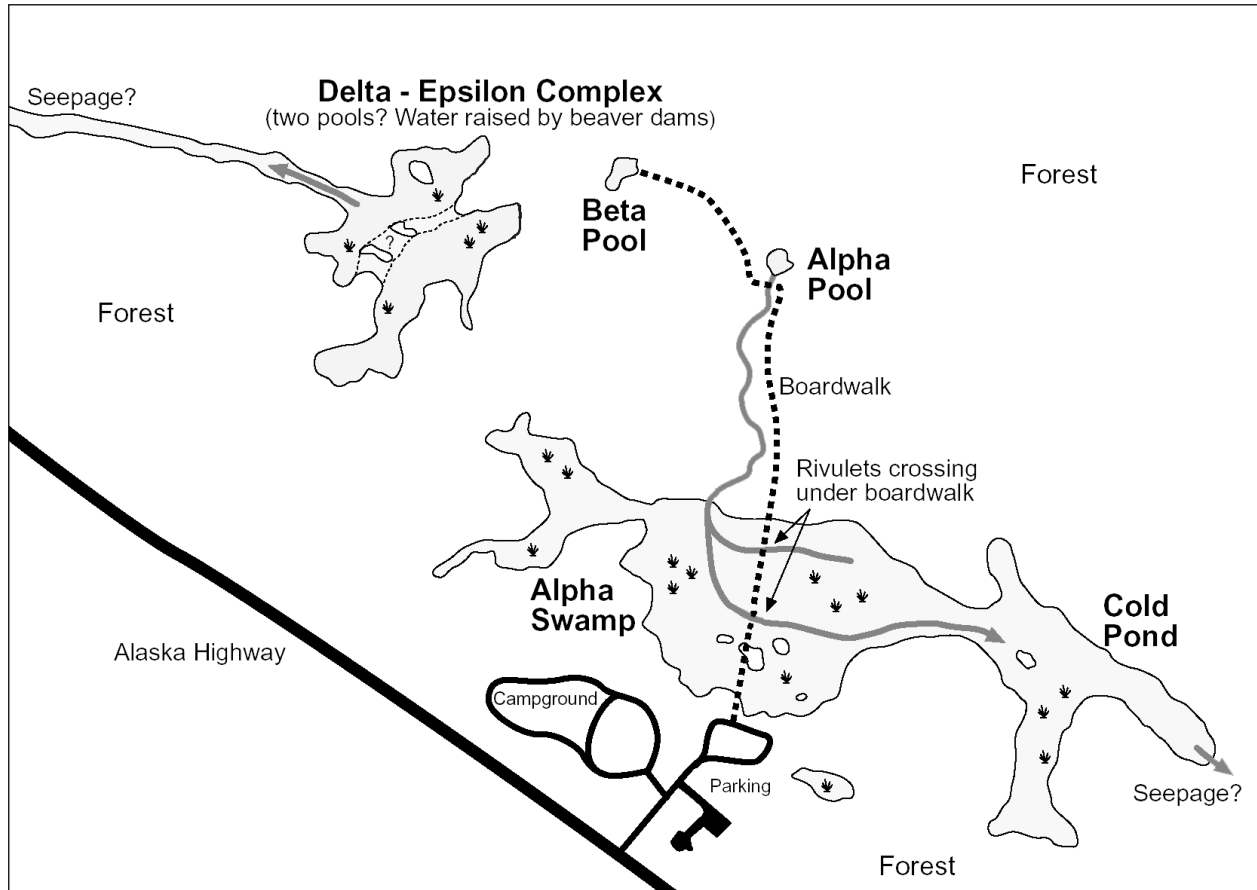 Seepage?
Delta - Epsilon Complex
(two pools? Water raised by beaver dams)
Forest
Beta
Pool
?
Alpha
Pool
Forest
Boardwalk
Rivulets crossing
under boardwalk
Alpha
Swamp
Cold
Pond
Alaska Highway
Campground
Parking
Seepage?
Forest